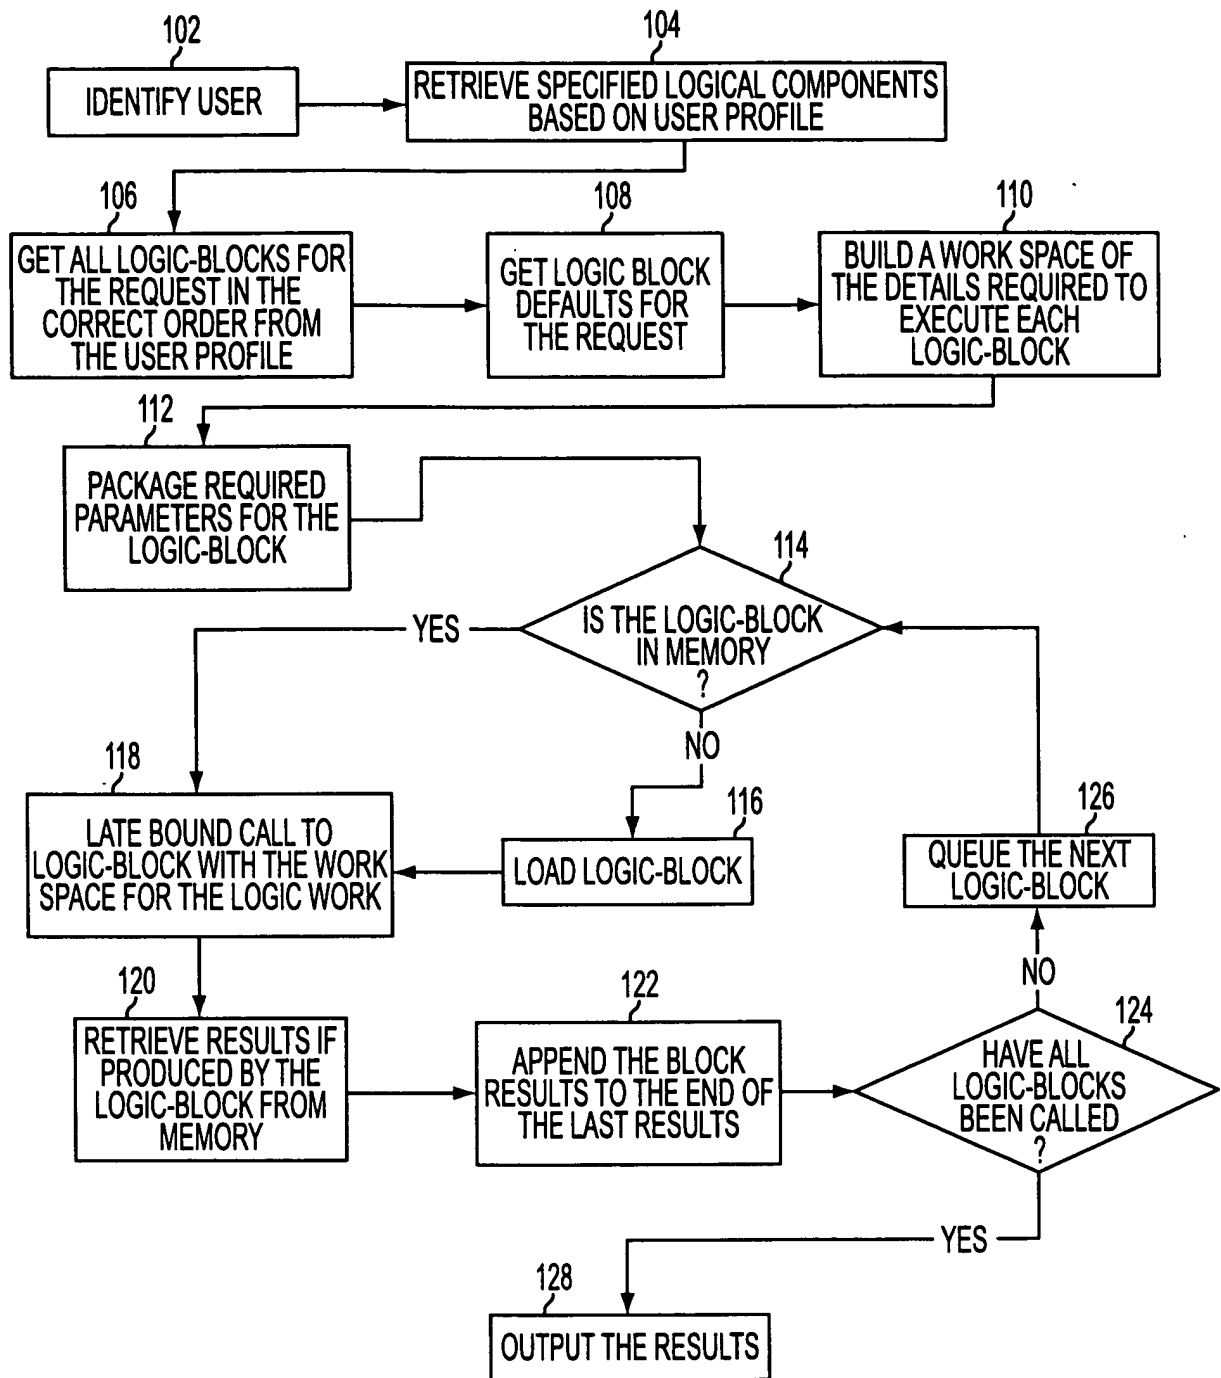 102
IDENTIFY USER
104
RETRIEVE SPECIFIED LOGICAL COMPONENTS
BASED ON USER PROFILE
106
GET ALL LOGIC-BLOCKS FOR
THE REQUEST IN THE
CORRECT ORDER FROM
THE USER PROFILE
108
GET LOGIC BLOCK
DEFAULTS FOR
THE REQUEST
110
BUILD A WORK SPACE OF
THE DETAILS REQUIRED TO
EXECUTE EACH
LOGIC-BLOCK
112
PACKAGE REQUIRED
PARAMETERS FOR THE
LOGIC-BLOCK
114
IS THE LOGIC-BLOCK
IN MEMORY
?
YES
NO
116
LOAD LOGIC-BLOCK
118
LATE BOUND CALL TO
LOGIC-BLOCK WITH THE WORK
SPACE FOR THE LOGIC WORK
120
RETRIEVE RESULTS IF
PRODUCED BY THE
LOGIC-BLOCK FROM
MEMORY
122
APPEND THE BLOCK
RESULTS TO THE END OF
THE LAST RESULTS
124
HAVE ALL
LOGIC-BLOCKS
BEEN CALLED
?
NO
126
QUEUE THE NEXT
LOGIC-BLOCK
YES
128
OUTPUT THE RESULTS